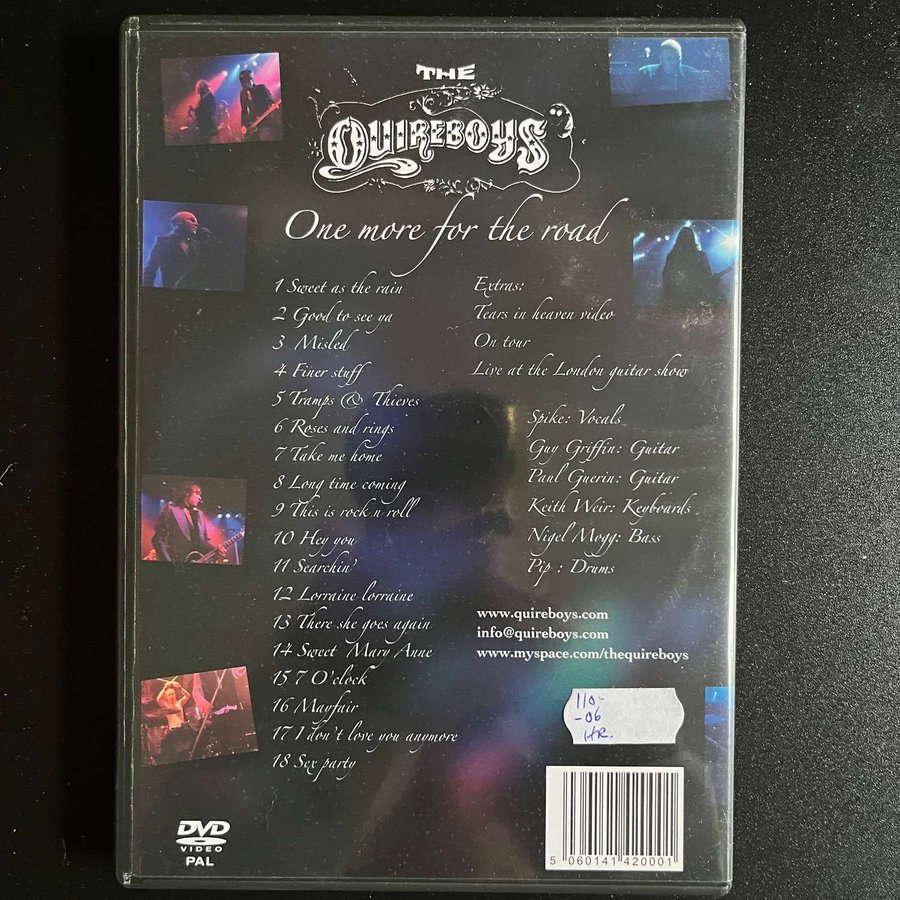 THE
QUIREBOYS
One more for the road
1 Sweet as the rain
2 Good to see ya
3 Misled
4 Finer stuff
5 Tramps & Thieves
6 Roses and rings
7 Take me home
8 Long time coming
9 This is rock n roll
10 Hey you
11 Searchin'
12 Lorraine lorraine
13 There she goes again
14 Sweet Mary Anne
15 7 O'clock
16 Mayfair
17 I don't love you anymore
18 Sex party
Extras:
Tears in heaven video
On tour
Live at the London guitar show
Spike: Vocals
Guy Griffin: Guitar
Paul Guerin: Guitar
Keith Weir: Keyboards
Nigel Mogg: Bass
Pip : Drums
www.quireboys.com
info@quireboys.com
www.myspace.com/thequireboys
110-
-06
HR.
DVD
VIDEO
PAL
5 060141 420001